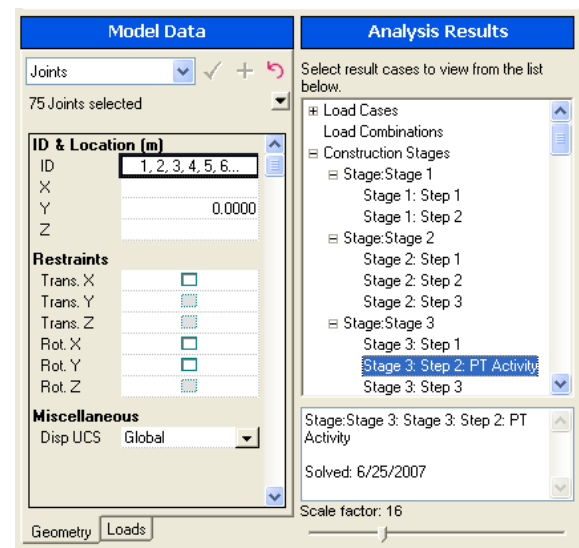 Model Data
Joints
75 Joints selected
ID & Location (m)
ID 1, 2, 3, 4, 5, 6...
X
Y 0.0000
Z
Restraints
Trans. X
Trans. Y
Trans. Z
Rot. X
Rot. Y
Rot. Z
Miscellaneous
Disp UCS Global
Geometry Loads
Analysis Results
Select result cases to view from the list
below.
Load Cases
Load Combinations
Construction Stages
Stage:Stage 1
Stage 1: Step 1
Stage 1: Step 2
Stage:Stage 2
Stage 2: Step 1
Stage 2: Step 2
Stage 2: Step 3
Stage:Stage 3
Stage 3: Step 1
Stage 3: Step 2: PT Activity
Stage 3: Step 3
Stage:Stage 3: Stage 3: Step 2: PT
Activity
Solved: 6/25/2007
Scale factor: 16